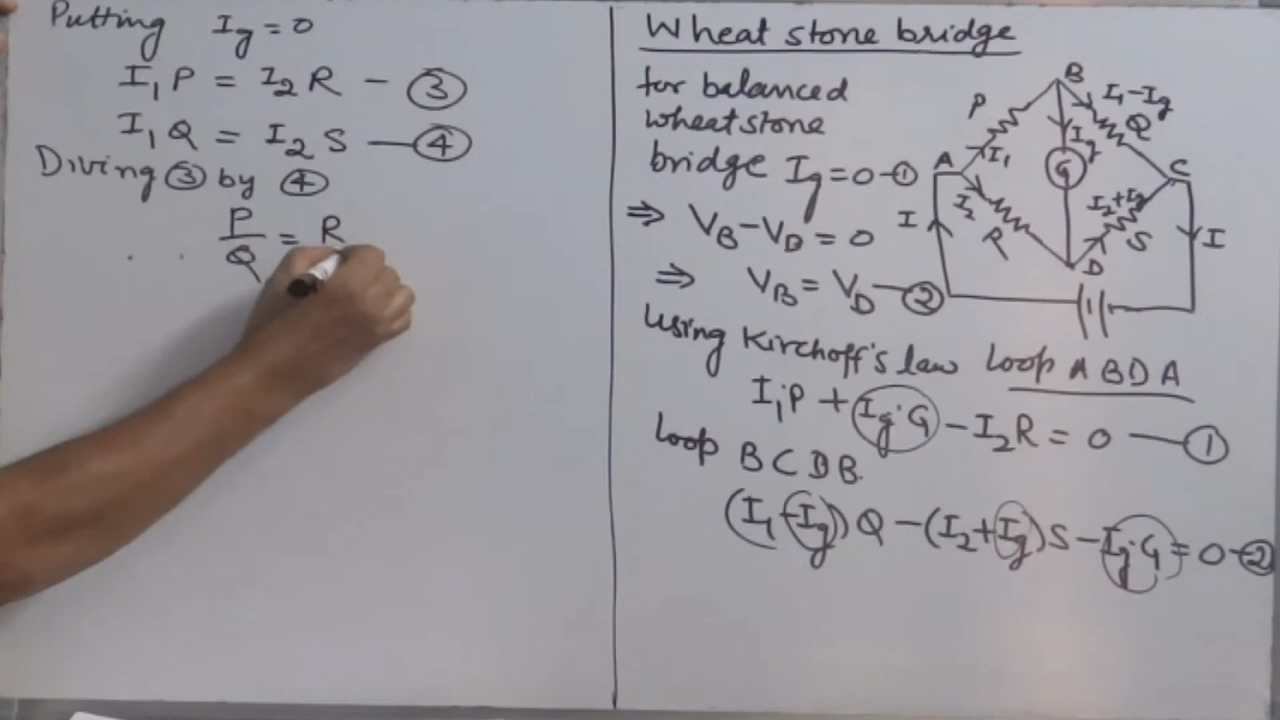 Putting Ig = 0
I₁P = I₂R - ③
I₁Q = I₂S — ④
Diving ③ by ④
P/Q = R
Wheat stone bridge
for balanced
wheatstone
bridge Ig = 0 - ①
⇒ VB - VD = 0
⇒ VB = VD — ②
Using Kirchoff's law Loop ABDA
I₁P + Ig·G - I₂R = 0 — ①
Loop BCDB.
(I₁ - Ig)Q - (I₂ + Ig)S - Ig·G = 0 - ②
B
P
I₁ - Ig
Q
Ig
A
I₁
G
C
I₂
I₂ + Ig
I
R
S
I
D